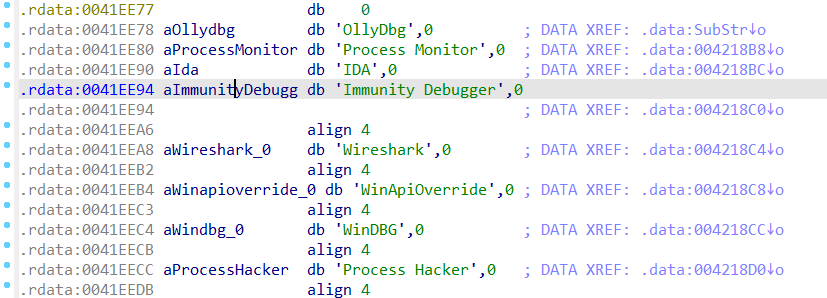 .rdata:0041EE77 db 0
.rdata:0041EE78 aOllydbg db 'OllyDbg',0 ; DATA XREF: .data:SubStr↓o
.rdata:0041EE80 aProcessMonitor db 'Process Monitor',0 ; DATA XREF: .data:004218B8↓o
.rdata:0041EE90 aIda db 'IDA',0 ; DATA XREF: .data:004218BC↓o
.rdata:0041EE94 aImmunityDebugg db 'Immunity Debugger',0
.rdata:0041EE94 ; DATA XREF: .data:004218C0↓o
.rdata:0041EEA6 align 4
.rdata:0041EEA8 aWireshark_0 db 'Wireshark',0 ; DATA XREF: .data:004218C4↓o
.rdata:0041EEB2 align 4
.rdata:0041EEB4 aWinapioverride_0 db 'WinApiOverride',0 ; DATA XREF: .data:004218C8↓o
.rdata:0041EEC3 align 4
.rdata:0041EEC4 aWindbg_0 db 'WinDBG',0 ; DATA XREF: .data:004218CC↓o
.rdata:0041EECB align 4
.rdata:0041EECC aProcessHacker db 'Process Hacker',0 ; DATA XREF: .data:004218D0↓o
.rdata:0041EEDB align 4